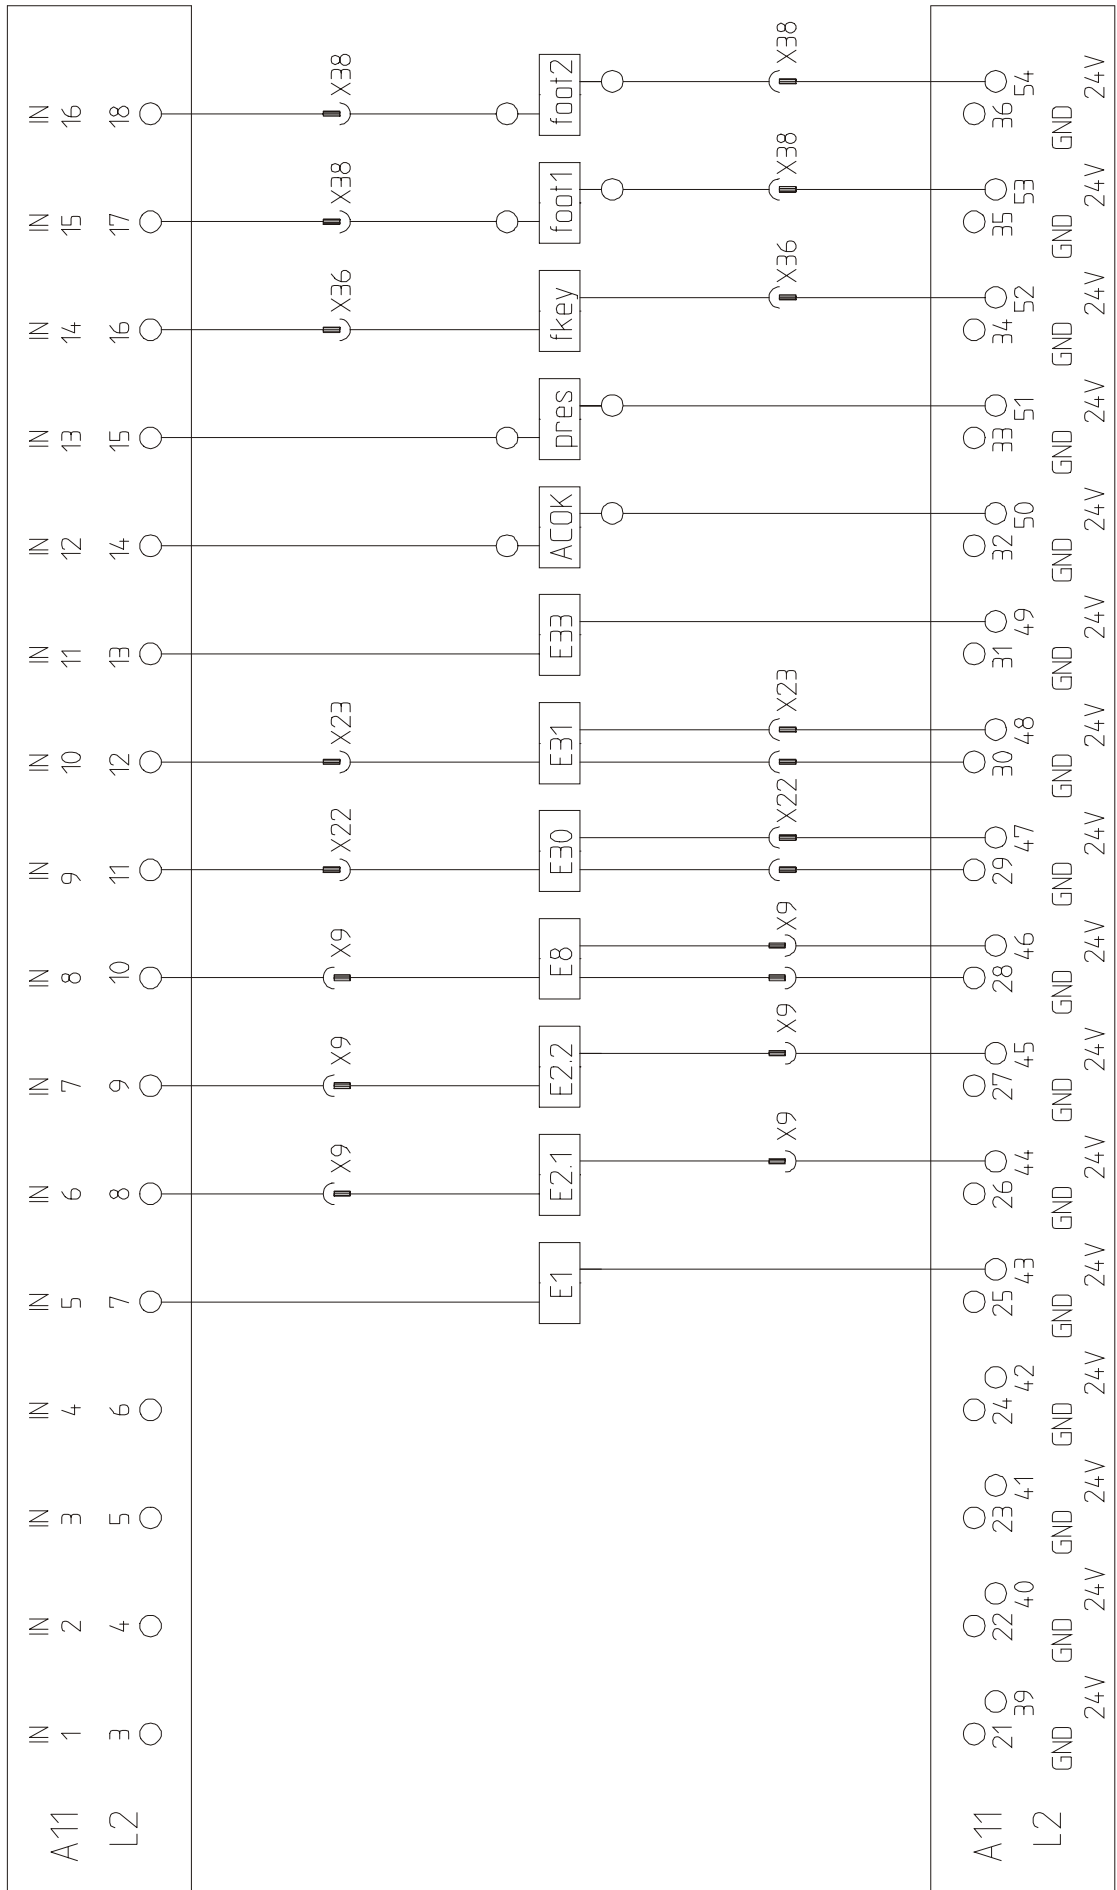 IN IN IN IN IN IN IN IN IN IN IN IN IN IN IN IN
A11 1 2 3 4 5 6 7 8 9 10 11 12 13 14 15 16
L2 3 4 5 6 7 8 9 10 11 12 13 14 15 16 17 18
X9 X9 X9 X22 X23 X36 X38 X38
E1 E2.1 E2.2 E8 E30 E31 E33 ACOK pres fkey foot1 foot2
X9 X9 X9 X22 X23 X36 X38 X38
A11 21 22 23 24 25 26 27 28 29 30 31 32 33 34 35 36
39 40 41 42 43 44 45 46 47 48 49 50 51 52 53 54
L2 GND GND GND GND GND GND GND GND GND GND GND GND GND GND GND GND
24V 24V 24V 24V 24V 24V 24V 24V 24V 24V 24V 24V 24V 24V 24V 24V